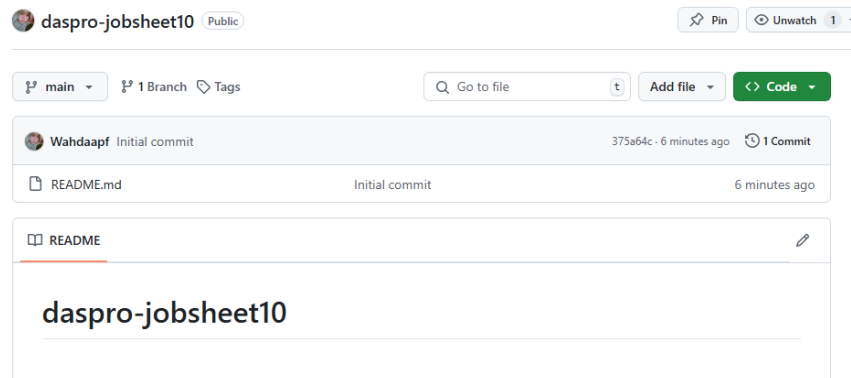 daspro-jobsheet10 Public Pin Unwatch 1
main 1 Branch Tags Go to file t Add file Code
Wahdaapf Initial commit 375a64c · 6 minutes ago 1 Commit
README.md Initial commit 6 minutes ago
README
daspro-jobsheet10